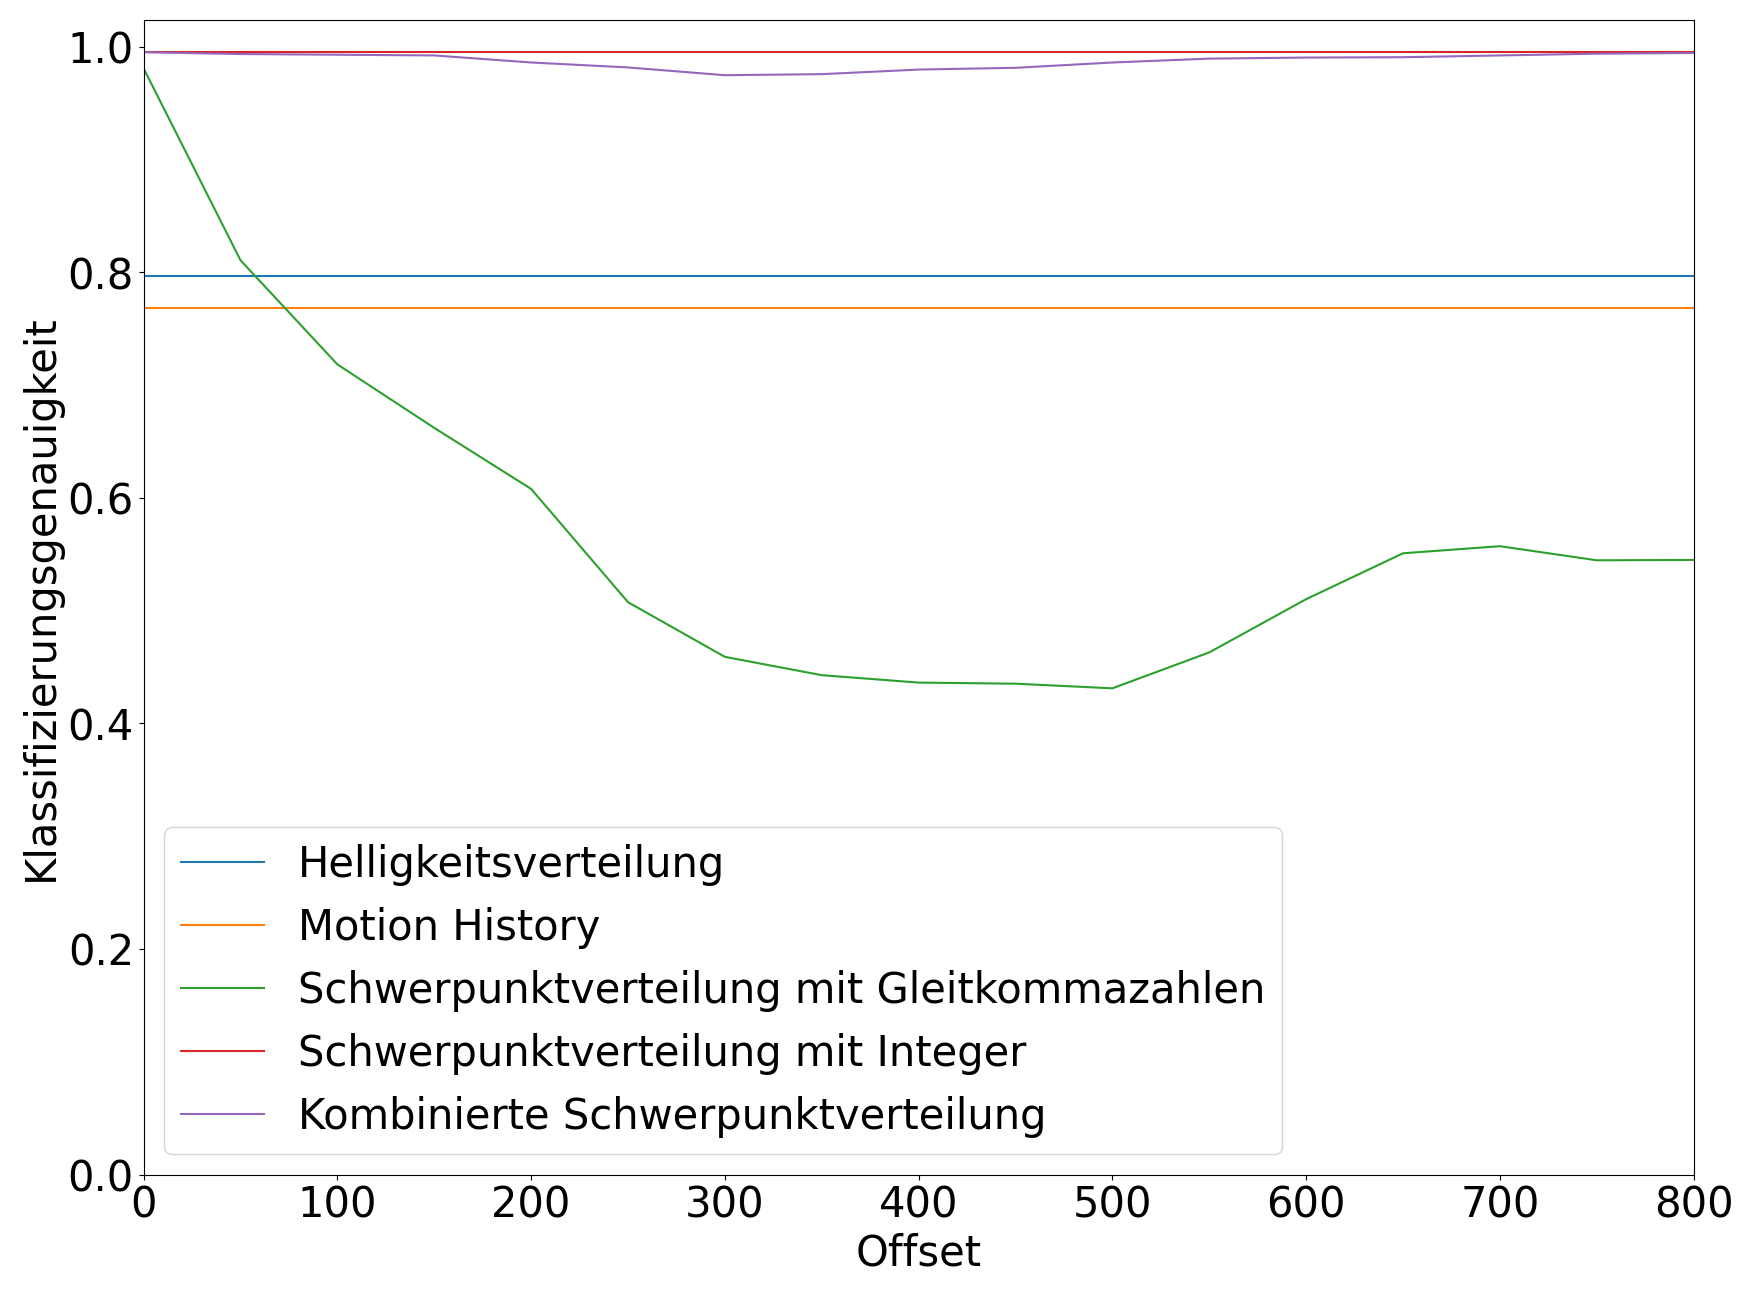 1.0
0.8
0.6
0.4
0.2
0.0
Klassifizierungsgenauigkeit
Helligkeitsverteilung
Motion History
Schwerpunktverteilung mit Gleitkommazahlen
Schwerpunktverteilung mit Integer
Kombinierte Schwerpunktverteilung
0 100 200 300 400 500 600 700 800
Offset